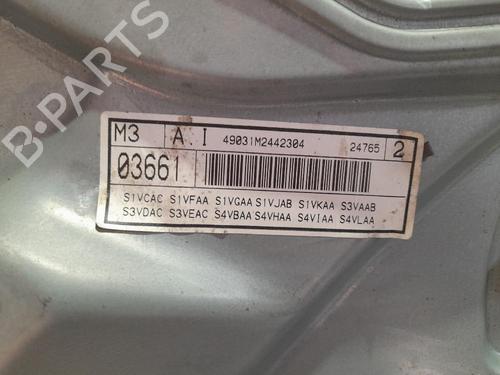 B-PARTS
M3 A I 49031M2442304 24765 2
03661
S1VCAC S1VFAA S1VGAA S1VJAB S1VKAA S3VAAB
S3VDAC S3VEAC S4VBAA S4VHAA S4VIAA S4VLAA